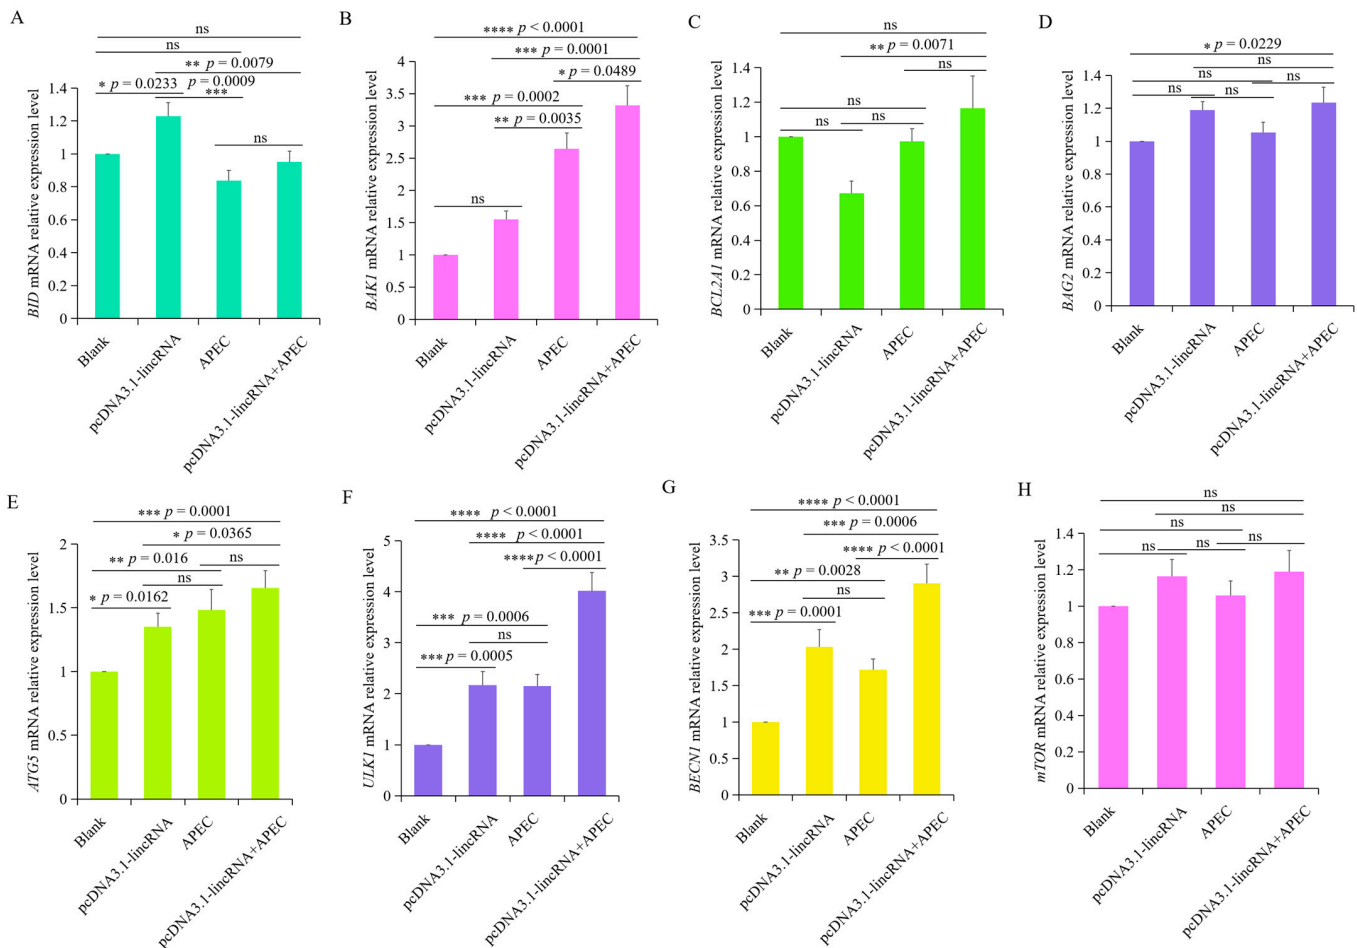 A
ns
ns
** p = 0.0079
p = 0.0009
* p = 0.0233
***
ns
BID mRNA relative expression level
1.4
1.2
1
0.8
0.6
0.4
0.2
0
Blank
pcDNA3.1-lincRNA
APEC
pcDNA3.1-lincRNA+APEC
B
**** p < 0.0001
*** p = 0.0001
* p = 0.0489
*** p = 0.0002
** p = 0.0035
ns
BAK1 mRNA relative expression level
4
3.5
3
2.5
2
1.5
1
0.5
0
Blank
pcDNA3.1-lincRNA
APEC
pcDNA3.1-lincRNA+APEC
C
ns
** p = 0.0071
ns
ns
ns
ns
BCL2A1 mRNA relative expression level
1.4
1.2
1
0.8
0.6
0.4
0.2
0
Blank
pcDNA3.1-lincRNA
APEC
pcDNA3.1-lincRNA+APEC
D
* p = 0.0229
ns
ns
ns
ns
ns
BAG2 mRNA relative expression level
1.4
1.2
1
0.8
0.6
0.4
0.2
0
Blank
pcDNA3.1-lincRNA
APEC
pcDNA3.1-lincRNA+APEC
E
*** p = 0.0001
* p = 0.0365
** p = 0.016
ns
ns
* p = 0.0162
ATG5 mRNA relative expression level
2
1.5
1
0.5
0
Blank
pcDNA3.1-lincRNA
APEC
pcDNA3.1-lincRNA+APEC
F
**** p < 0.0001
**** p < 0.0001
**** p < 0.0001
*** p = 0.0006
ns
*** p = 0.0005
ULK1 mRNA relative expression level
5
4
3
2
1
0
Blank
pcDNA3.1-lincRNA
APEC
pcDNA3.1-lincRNA+APEC
G
**** p < 0.0001
*** p = 0.0006
**** p < 0.0001
** p = 0.0028
ns
*** p = 0.0001
BECN1 mRNA relative expression level
3.5
3
2.5
2
1.5
1
0.5
0
Blank
pcDNA3.1-lincRNA
APEC
pcDNA3.1-lincRNA+APEC
H
ns
ns
ns
ns
ns
ns
mTOR mRNA relative expression level
1.4
1.2
1
0.8
0.6
0.4
0.2
0
Blank
pcDNA3.1-lincRNA
APEC
pcDNA3.1-lincRNA+APEC